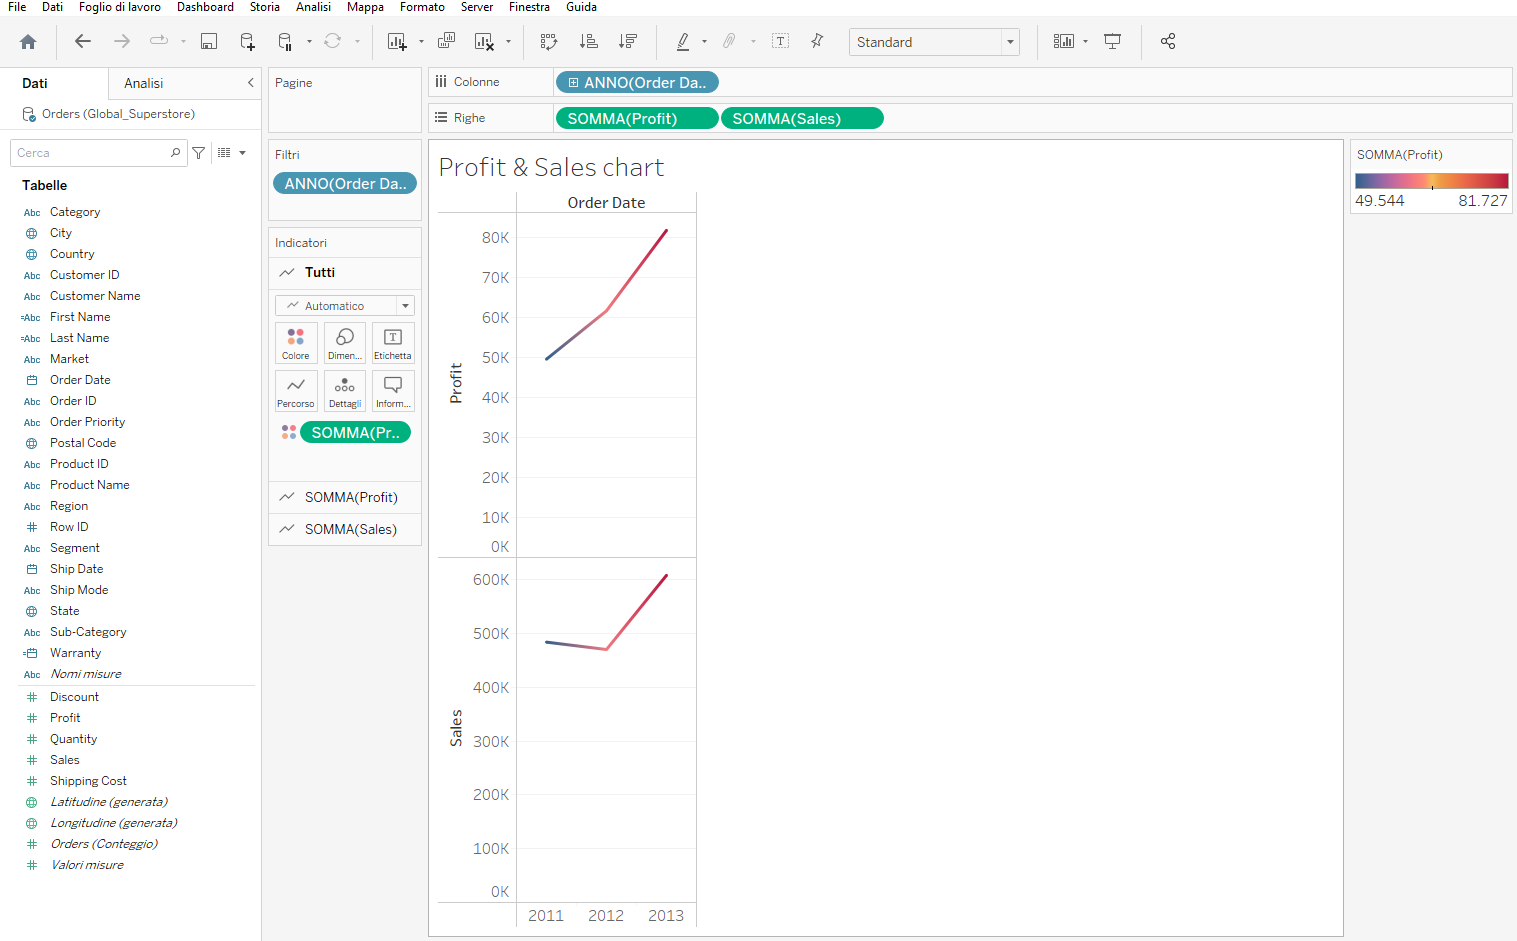 File Dati Foglio di lavoro Dashboard Storia Analisi Mappa Formato Server Finestra Guida
Standard
Dati Analisi
Orders (Global_Superstore)
Cerca
Tabelle
Abc Category
City
Country
Abc Customer ID
Abc Customer Name
=Abc First Name
=Abc Last Name
Abc Market
Order Date
Abc Order ID
Abc Order Priority
Postal Code
Abc Product ID
Abc Product Name
Abc Region
# Row ID
Abc Segment
Ship Date
Abc Ship Mode
State
Abc Sub-Category
= Warranty
Abc Nomi misure
# Discount
# Profit
# Quantity
# Sales
# Shipping Cost
Latitudine (generata)
Longitudine (generata)
# Orders (Conteggio)
# Valori misure
Pagine
Filtri
ANNO(Order Da..
Indicatori
Tutti
Automatico
Colore Dimen... Etichetta
Percorso Dettagli Inform...
SOMMA(Pr..
SOMMA(Profit)
SOMMA(Sales)
Colonne ANNO(Order Da..
Righe SOMMA(Profit) SOMMA(Sales)
Profit & Sales chart
Order Date
80K
70K
60K
50K
40K
30K
20K
10K
0K
Profit
600K
500K
400K
300K
200K
100K
0K
Sales
2011 2012 2013
SOMMA(Profit)
49.544 81.727